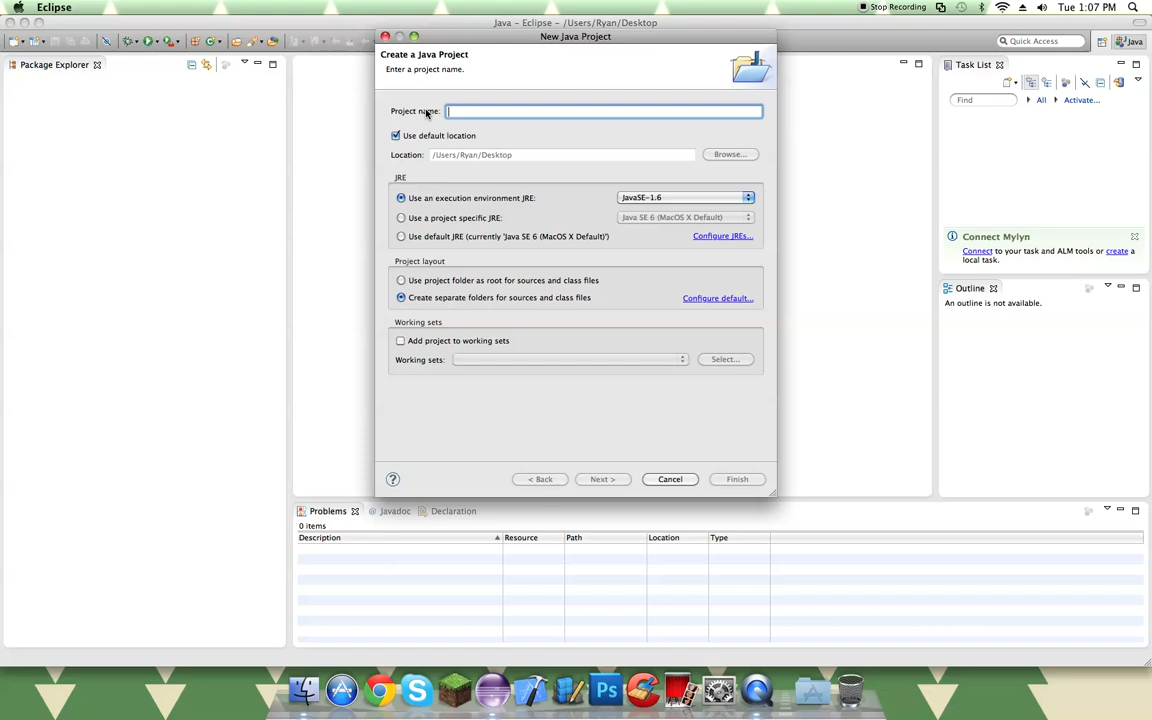 Eclipse
Stop Recording
Tue 1:07 PM
Java - Eclipse - /Users/Ryan/Desktop
Quick Access
Java
New Java Project
Create a Java Project
Enter a project name.
Package Explorer
Task List
Find
All
Activate...
Project name:
Use default location
Location:
/Users/Ryan/Desktop
Browse...
JRE
Use an execution environment JRE:
JavaSE-1.6
Use a project specific JRE:
Java SE 6 (MacOS X Default)
Use default JRE (currently 'Java SE 6 (MacOS X Default)')
Configure JREs...
Project layout
Use project folder as root for sources and class files
Create separate folders for sources and class files
Configure default...
Working sets
Add project to working sets
Working sets:
Select...
< Back
Next >
Cancel
Finish
Connect Mylyn
Connect to your task and ALM tools or create a
local task.
Outline
An outline is not available.
Problems
@ Javadoc
Declaration
0 items
Description
Resource
Path
Location
Type
Ps